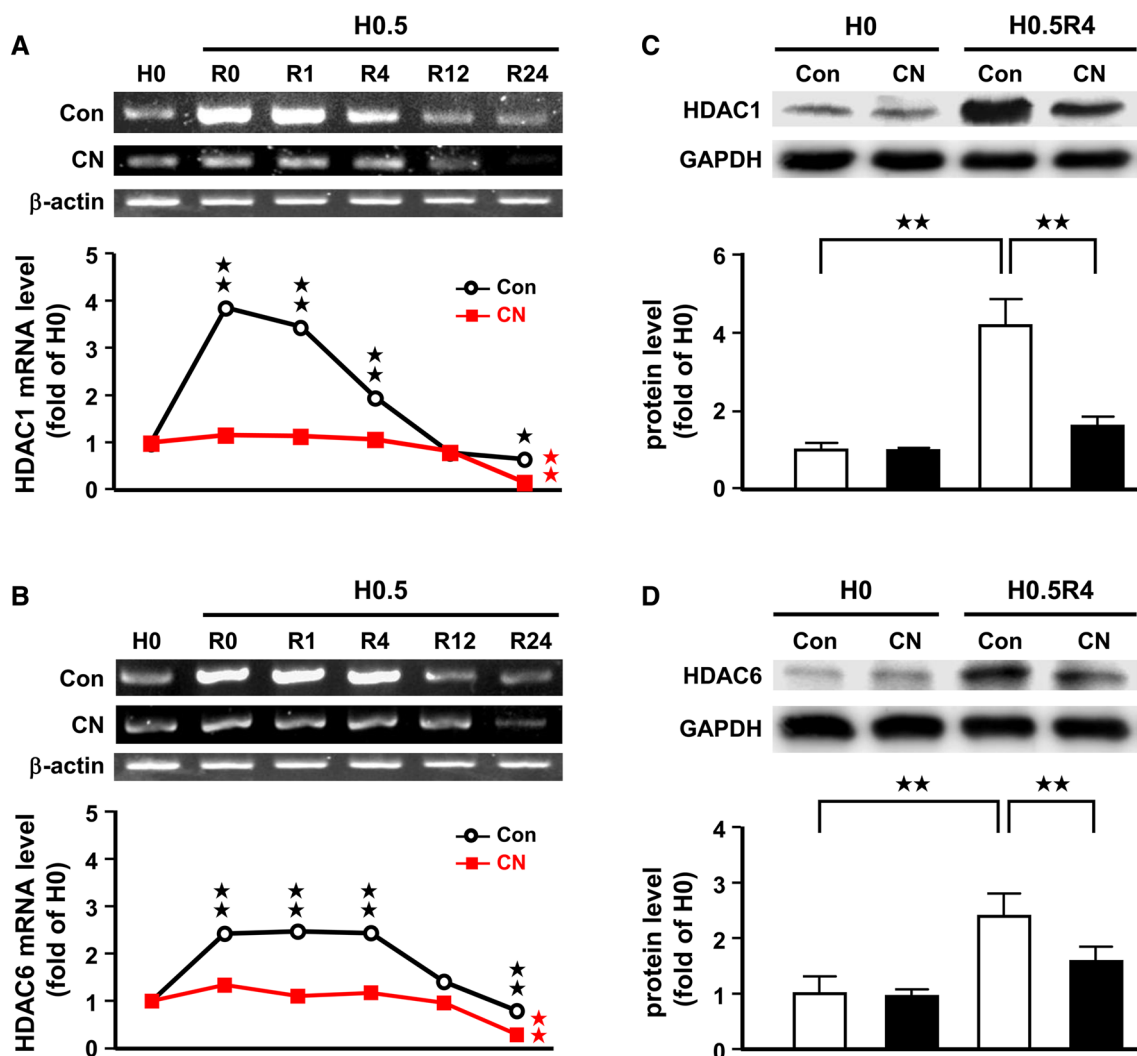 A
H0.5
H0 R0 R1 R4 R12 R24
Con
CN
β-actin
HDAC1 mRNA level
(fold of H0)
5
4
3
2
1
0
★★ ★★ ★★ ★ ★★
Con
CN
B
H0.5
H0 R0 R1 R4 R12 R24
Con
CN
β-actin
HDAC6 mRNA level
(fold of H0)
5
4
3
2
1
0
★★ ★★ ★★ ★★ ★★
Con
CN
C
H0 H0.5R4
Con CN Con CN
HDAC1
GAPDH
★★ ★★
protein level
(fold of H0)
6
4
2
0
D
H0 H0.5R4
Con CN Con CN
HDAC6
GAPDH
★★ ★★
protein level
(fold of H0)
4
3
2
1
0